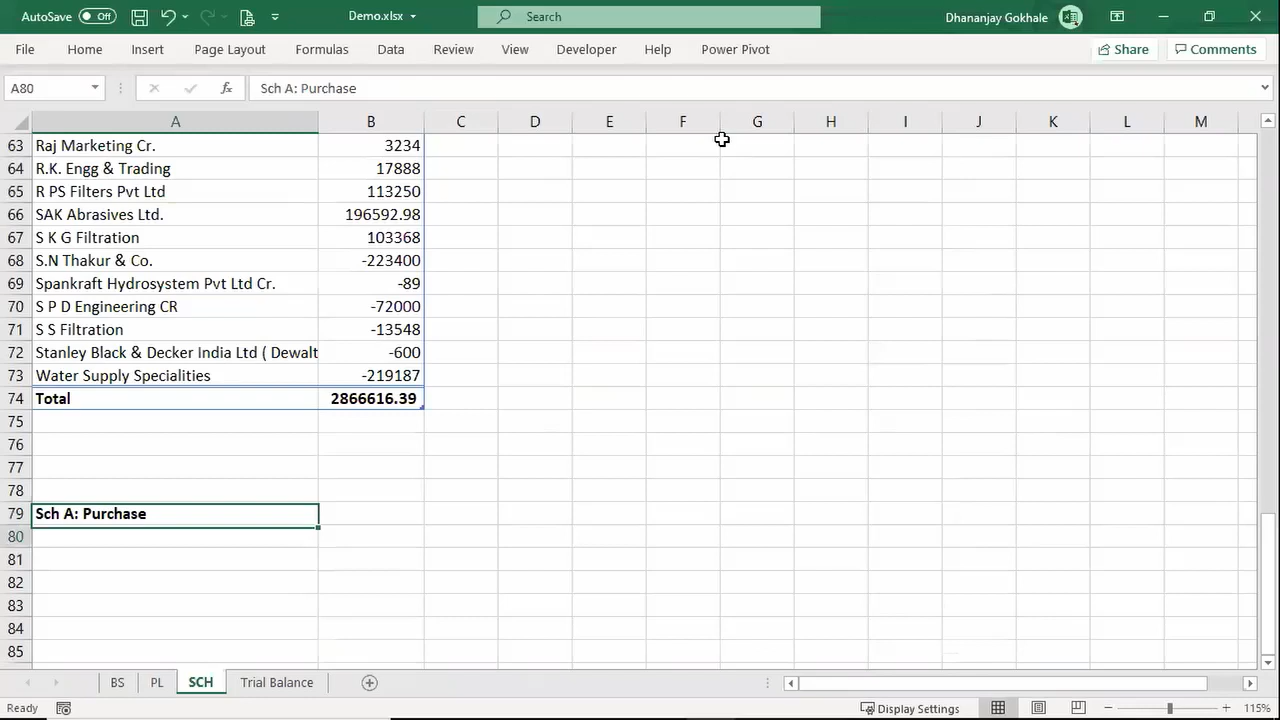 AutoSave Off Demo.xlsx Search Dhananjay Gokhale
File Home Insert Page Layout Formulas Data Review View Developer Help Power Pivot Share Comments
A80 fx Sch A: Purchase
A B C D E F G H I J K L M
63 Raj Marketing Cr. 3234
64 R.K. Engg & Trading 17888
65 R PS Filters Pvt Ltd 113250
66 SAK Abrasives Ltd. 196592.98
67 S K G Filtration 103368
68 S.N Thakur & Co. -223400
69 Spankraft Hydrosystem Pvt Ltd Cr. -89
70 S P D Engineering CR -72000
71 S S Filtration -13548
72 Stanley Black & Decker India Ltd ( Dewalt -600
73 Water Supply Specialities -219187
74 Total 2866616.39
75
76
77
78
79 Sch A: Purchase
80
81
82
83
84
85
BS PL SCH Trial Balance
Ready Display Settings 115%